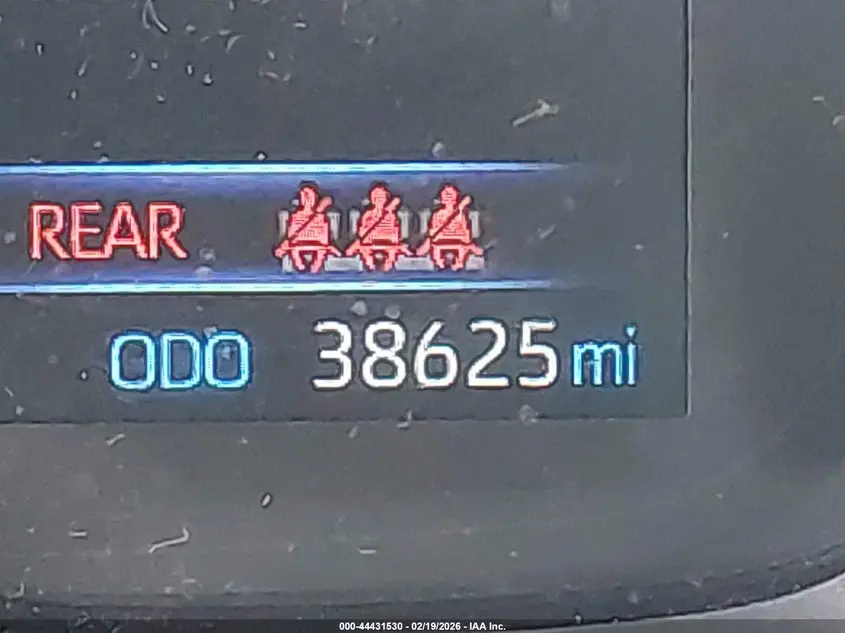 REAR
ODO 38625 mi
000-44431530 - 02/19/2026 - IAA Inc.